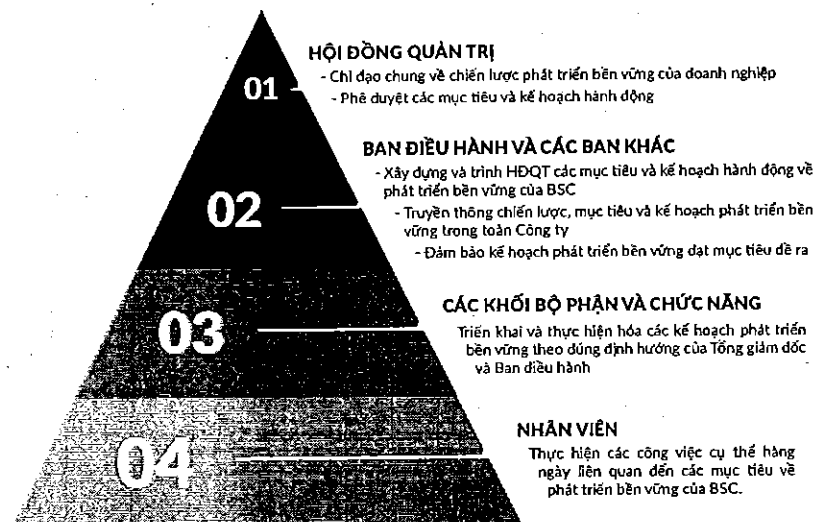 HỘI ĐỒNG QUẢN TRỊ
01
- Chỉ đạo chung về chiến lược phát triển bền vững của doanh nghiệp
- Phê duyệt các mục tiêu và kế hoạch hành động
BAN ĐIỀU HÀNH VÀ CÁC BAN KHÁC
- Xây dựng và trình HĐQT các mục tiêu và kế hoạch hành động về
phát triển bền vững của BSC
02
- Truyền thông chiến lược, mục tiêu và kế hoạch phát triển bền
vững trong toàn Công ty
- Đảm bảo kế hoạch phát triển bền vững đạt mục tiêu đề ra
CÁC KHỐI BỘ PHẬN VÀ CHỨC NĂNG
03
Triển khai và thực hiện hóa các kế hoạch phát triển
bền vững theo đúng định hướng của Tổng giám đốc
và Ban điều hành
NHÂN VIÊN
04
Thực hiện các công việc cụ thể hàng
ngày liên quan đến các mục tiêu về
phát triển bền vững của BSC.